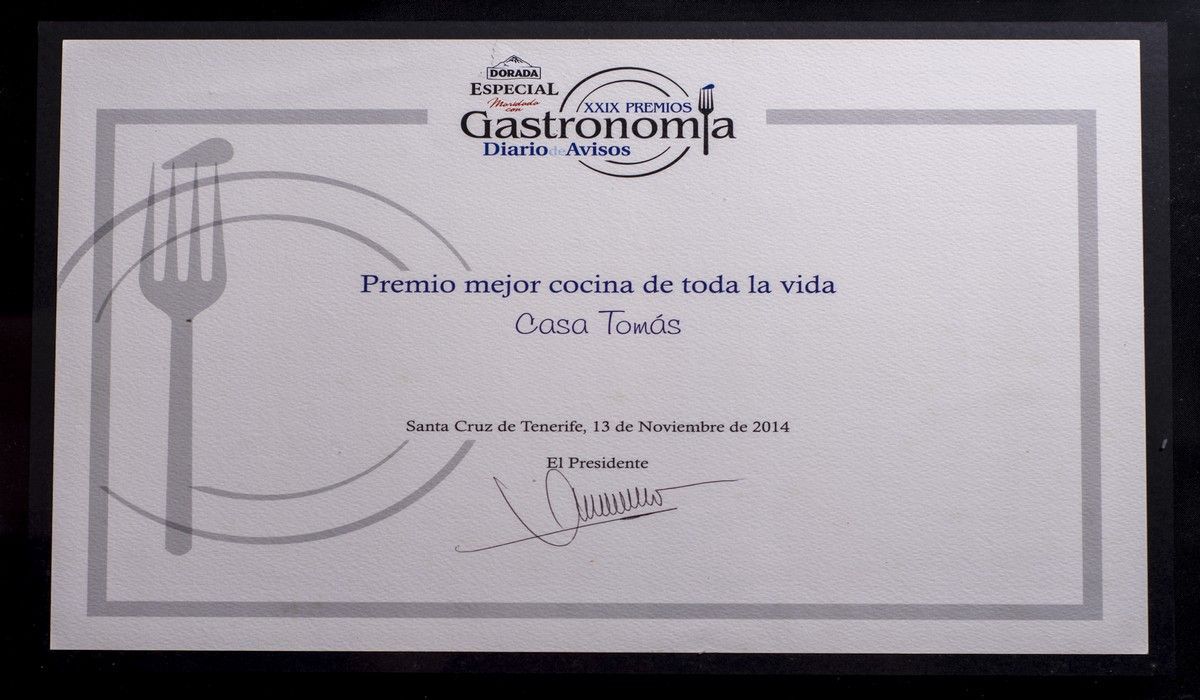 DORADA
ESPECIAL
Maridado
con
XXIX PREMIOS
Gastronomía
Diario de Avisos
Premio mejor cocina de toda la vida
Casa Tomás
Santa Cruz de Tenerife, 13 de Noviembre de 2014
El Presidente